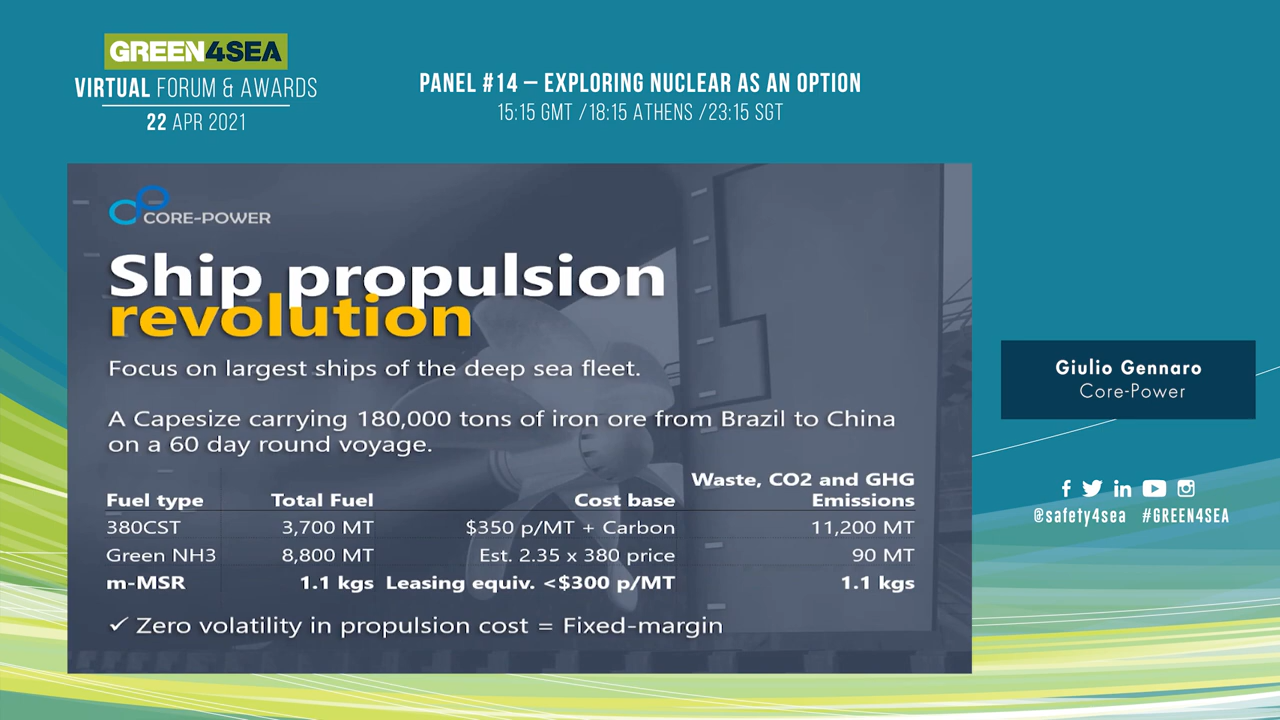 GREEN4SEA
VIRTUAL FORUM & AWARDS
22 APR 2021
PANEL #14 – EXPLORING NUCLEAR AS AN OPTION
15:15 GMT /18:15 ATHENS /23:15 SGT
CORE-POWER
Ship propulsion
revolution
Focus on largest ships of the deep sea fleet.
A Capesize carrying 180,000 tons of iron ore from Brazil to China
on a 60 day round voyage.
Waste, CO2 and GHG
Fuel type Total Fuel Cost base Emissions
380CST 3,700 MT $350 p/MT + Carbon 11,200 MT
Green NH3 8,800 MT Est. 2.35 x 380 price 90 MT
m-MSR 1.1 kgs Leasing equiv. <$300 p/MT 1.1 kgs
✓ Zero volatility in propulsion cost = Fixed-margin
Giulio Gennaro
Core-Power
@safety4sea #GREEN4SEA